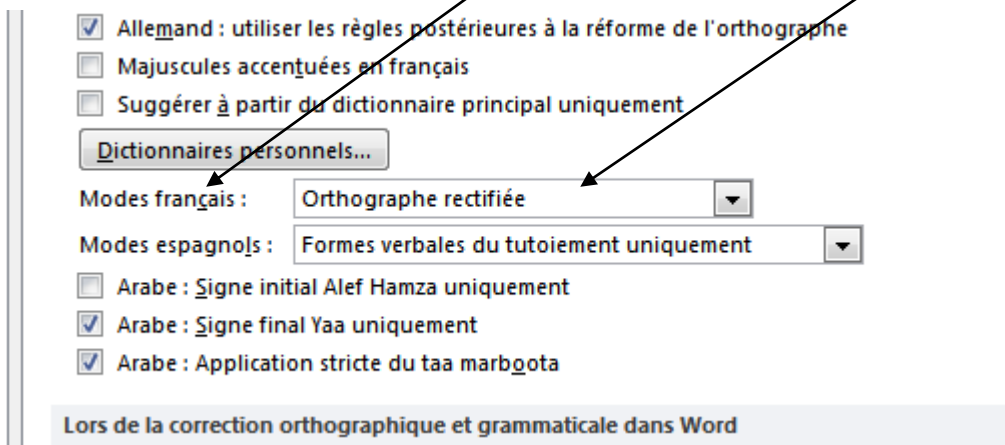 Allemand : utiliser les règles postérieures à la réforme de l'orthographe
Majuscules accentuées en français
Suggérer à partir du dictionnaire principal uniquement
Dictionnaires personnels...
Modes français : Orthographe rectifiée
Modes espagnols : Formes verbales du tutoiement uniquement
Arabe : Signe initial Alef Hamza uniquement
Arabe : Signe final Yaa uniquement
Arabe : Application stricte du taa marboota
Lors de la correction orthographique et grammaticale dans Word